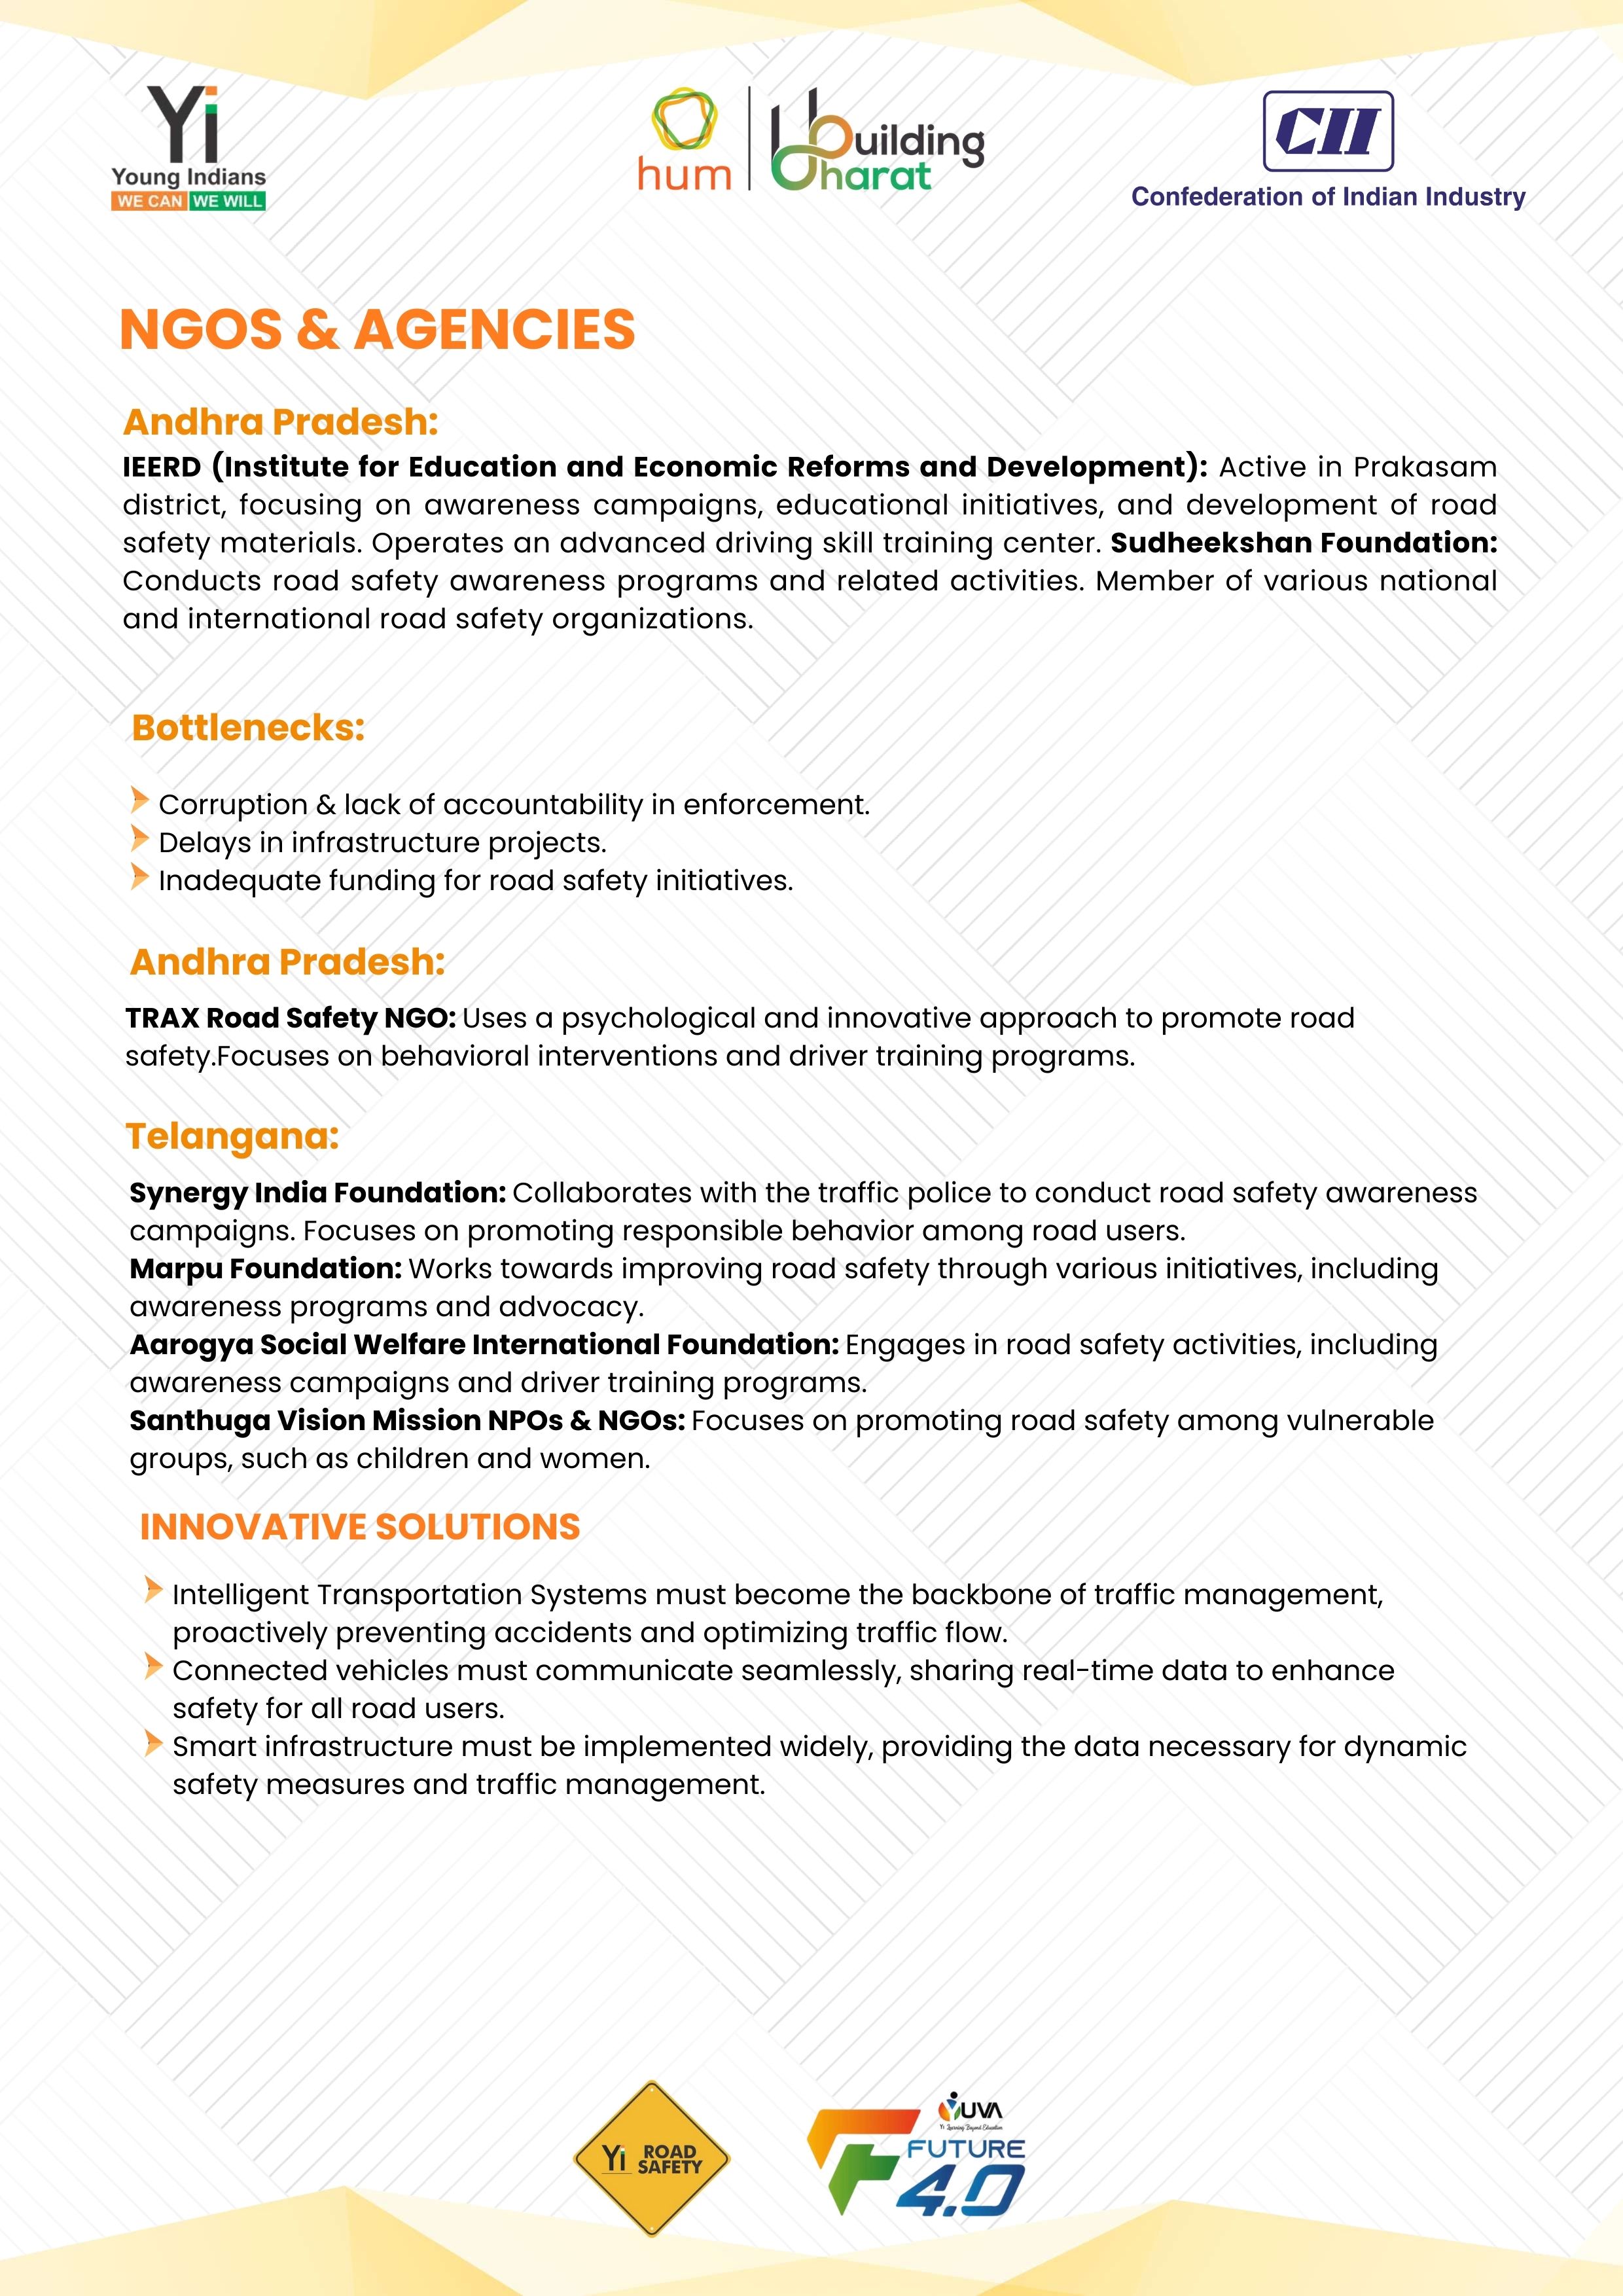 Yi
Young Indians
WE CAN WE WILL
hum
Building
Bharat
CII
Confederation of Indian Industry
NGOS & AGENCIES
Andhra Pradesh:
IEERD (Institute for Education and Economic Reforms and Development): Active in Prakasam
district, focusing on awareness campaigns, educational initiatives, and development of road
safety materials. Operates an advanced driving skill training center. Sudheekshan Foundation:
Conducts road safety awareness programs and related activities. Member of various national
and international road safety organizations.
Bottlenecks:
Corruption & lack of accountability in enforcement.
Delays in infrastructure projects.
Inadequate funding for road safety initiatives.
Andhra Pradesh:
TRAX Road Safety NGO: Uses a psychological and innovative approach to promote road
safety.Focuses on behavioral interventions and driver training programs.
Telangana:
Synergy India Foundation: Collaborates with the traffic police to conduct road safety awareness
campaigns. Focuses on promoting responsible behavior among road users.
Marpu Foundation: Works towards improving road safety through various initiatives, including
awareness programs and advocacy.
Aarogya Social Welfare International Foundation: Engages in road safety activities, including
awareness campaigns and driver training programs.
Santhuga Vision Mission NPOs & NGOs: Focuses on promoting road safety among vulnerable
groups, such as children and women.
INNOVATIVE SOLUTIONS
Intelligent Transportation Systems must become the backbone of traffic management,
proactively preventing accidents and optimizing traffic flow.
Connected vehicles must communicate seamlessly, sharing real-time data to enhance
safety for all road users.
Smart infrastructure must be implemented widely, providing the data necessary for dynamic
safety measures and traffic management.
Yi ROAD
SAFETY
YUVA
Yi Learning Beyond Education
FUTURE
4.0